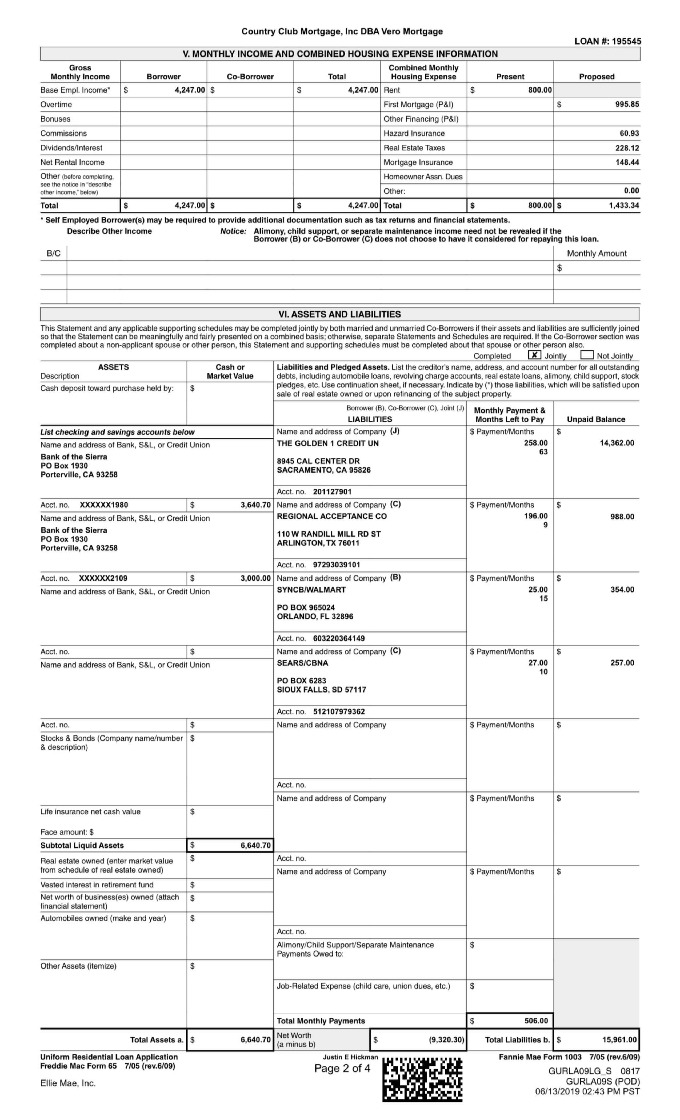 Country Club Mortgage, Inc DBA Vero Mortgage
LOAN #: 195545
V. MONTHLY INCOME AND COMBINED HOUSING EXPENSE INFORMATION
Gross Monthly Income Borrower Co-Borrower Total Combined Monthly Housing Expense Present Proposed
Base Empl. Income* $ 4,247.00 $ $ 4,247.00 Rent $ 800.00
Overtime First Mortgage (P&I) $ 995.85
Bonuses Other Financing (P&I)
Commissions Hazard Insurance 60.93
Dividends/Interest Real Estate Taxes 228.12
Net Rental Income Mortgage Insurance 148.44
Other (before completing, see the notice in "describe other income," below) Homeowner Assn. Dues
Other: 0.00
Total $ 4,247.00 $ $ 4,247.00 Total $ 800.00 $ 1,433.34
* Self Employed Borrower(s) may be required to provide additional documentation such as tax returns and financial statements.
Describe Other Income Notice: Alimony, child support, or separate maintenance income need not be revealed if the
Borrower (B) or Co-Borrower (C) does not choose to have it considered for repaying this loan.
B/C Monthly Amount
$
VI. ASSETS AND LIABILITIES
This Statement and any applicable supporting schedules may be completed jointly by both married and unmarried Co-Borrowers if their assets and liabilities are sufficiently joined
so that the Statement can be meaningfully and fairly presented on a combined basis; otherwise, separate Statements and Schedules are required. If the Co-Borrower section was
completed about a non-applicant spouse or other person, this Statement and supporting schedules must be completed about that spouse or other person also.
Completed X Jointly Not Jointly
ASSETS
Description
Cash or Market Value
Liabilities and Pledged Assets. List the creditor's name, address, and account number for all outstanding
debts, including automobile loans, revolving charge accounts, real estate loans, alimony, child support, stock
pledges, etc. Use continuation sheet, if necessary. Indicate by (*) those liabilities, which will be satisfied upon
sale of real estate owned or upon refinancing of the subject property.
Cash deposit toward purchase held by: $
Borrower (B), Co-Borrower (C), Joint (J)
LIABILITIES
Monthly Payment & Months Left to Pay
Unpaid Balance
List checking and savings accounts below
Name and address of Bank, S&L, or Credit Union
Bank of the Sierra
PO Box 1930
Porterville, CA 93258
Name and address of Company (J)
THE GOLDEN 1 CREDIT UN
8945 CAL CENTER DR
SACRAMENTO, CA 95826
Acct. no. 201127901
$ Payment/Months
258.00
63
$
14,362.00
Acct. no. XXXXXX1980 $ 3,640.70
Name and address of Bank, S&L, or Credit Union
Bank of the Sierra
PO Box 1930
Porterville, CA 93258
Name and address of Company (C)
REGIONAL ACCEPTANCE CO
110 W RANDILL MILL RD ST
ARLINGTON, TX 76011
Acct. no. 97293039101
$ Payment/Months
196.00
9
$
988.00
Acct. no. XXXXXX2109 $ 3,000.00
Name and address of Bank, S&L, or Credit Union
Name and address of Company (B)
SYNCB/WALMART
PO BOX 965024
ORLANDO, FL 32896
Acct. no. 603220364149
$ Payment/Months
25.00
15
$
354.00
Acct. no. $
Name and address of Bank, S&L, or Credit Union
Name and address of Company (C)
SEARS/CBNA
PO BOX 6283
SIOUX FALLS, SD 57117
Acct. no. 512107979362
$ Payment/Months
27.00
10
$
257.00
Acct. no. $
Stocks & Bonds (Company name/number & description) $
Name and address of Company
Acct. no.
$ Payment/Months
$
Life insurance net cash value $
Face amount: $
Name and address of Company
Acct. no.
$ Payment/Months
$
Subtotal Liquid Assets $ 6,640.70
Real estate owned (enter market value from schedule of real estate owned) $
Vested interest in retirement fund $
Net worth of business(es) owned (attach financial statement) $
Automobiles owned (make and year) $
Name and address of Company
Acct. no.
$ Payment/Months
$
Other Assets (itemize) $
Alimony/Child Support/Separate Maintenance
Payments Owed to: $
Job-Related Expense (child care, union dues, etc.) $
Total Monthly Payments $ 506.00
Total Assets a. $ 6,640.70 Net Worth (a minus b) $ (9,320.30) Total Liabilities b. $ 15,961.00
Uniform Residential Loan Application
Freddie Mac Form 65 7/05 (rev.6/09)
Ellie Mae, Inc.
Justin E Hickman
Page 2 of 4
Fannie Mae Form 1003 7/05 (rev.6/09)
GURLA09LG_S 0817
GURLA09S (POD)
06/13/2019 02:43 PM PST